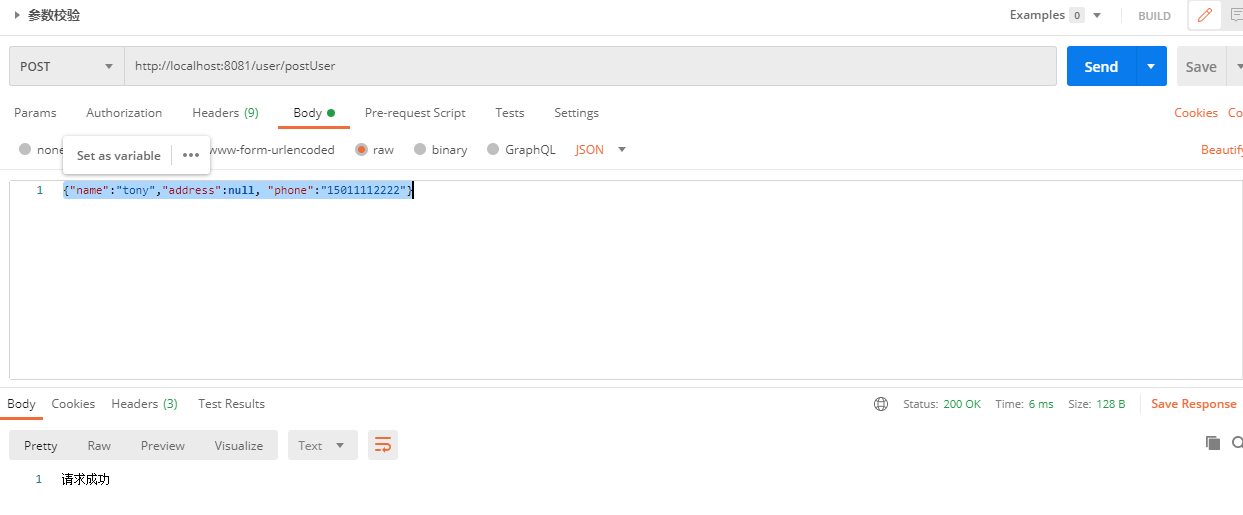 参数校验 Examples 0 BUILD
POST http://localhost:8081/user/postUser Send Save
Params Authorization Headers (9) Body Pre-request Script Tests Settings Cookies Co
none Set as variable ••• www-form-urlencoded raw binary GraphQL JSON Beautify
1 {"name":"tony","address":null, "phone":"15011112222"}
Body Cookies Headers (3) Test Results Status: 200 OK Time: 6 ms Size: 128 B Save Response
Pretty Raw Preview Visualize Text
1 请求成功